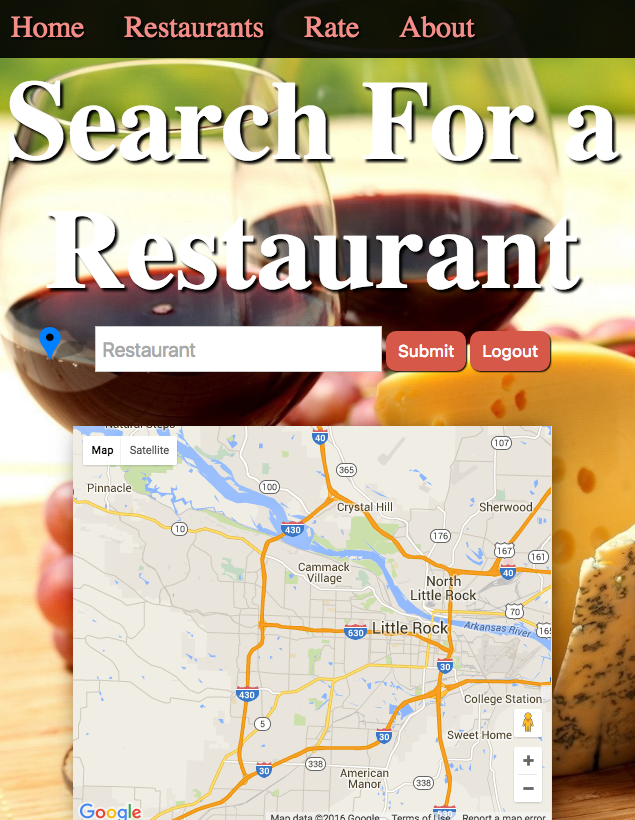 Home Restaurants Rate About
Search For a
Restaurant
Restaurant Submit Logout
Natural Steps
Map Satellite
40
107
365
Pinnacle
100
Crystal Hill
Sherwood
10
430
176
167
161
Cammack
Village
40
North
Little Rock
70
630
Little Rock
Arkansas River
165
30
430
College Station
5
Sweet Home
30
338
30
American
Manor
338
Google
Map data ©2016 Google Terms of Use Report a map error